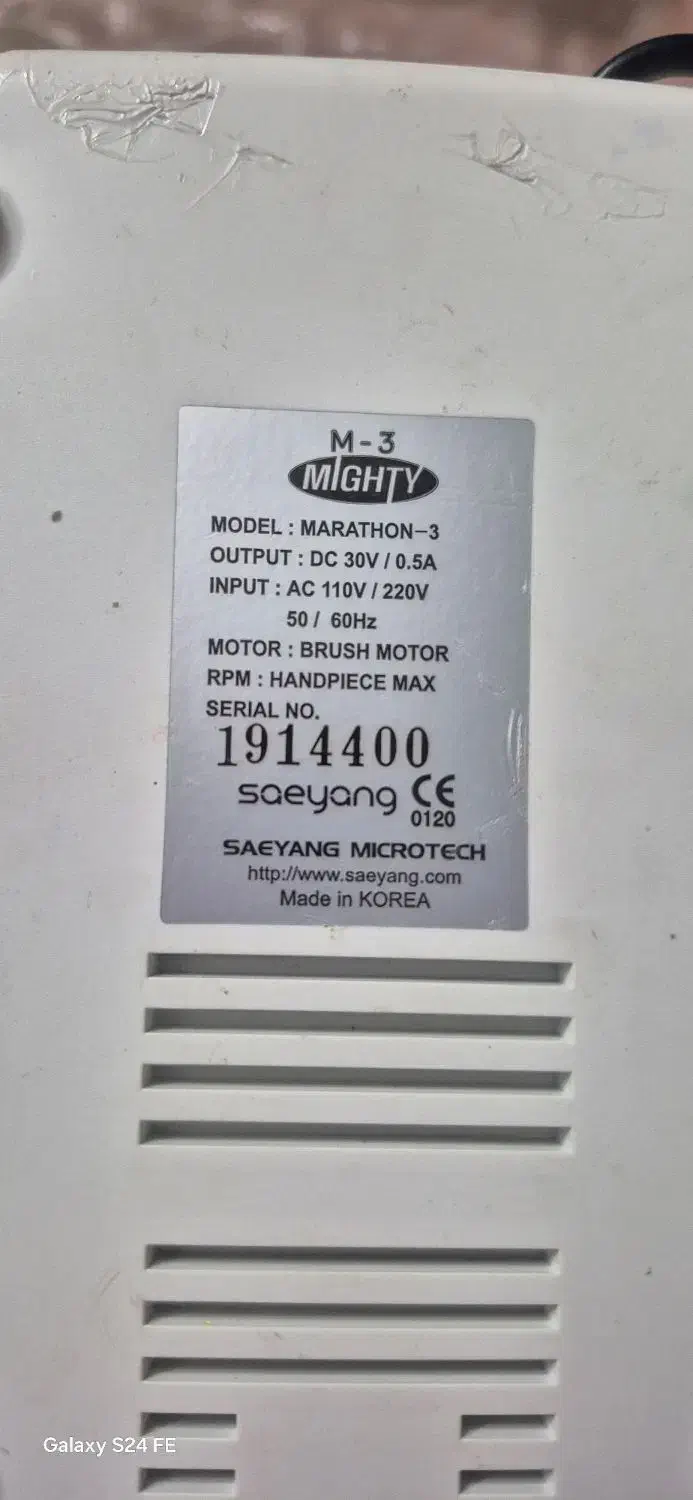 M-3
MIGHTY
MODEL : MARATHON-3
OUTPUT : DC 30V / 0.5A
INPUT : AC 110V / 220V
50 / 60Hz
MOTOR : BRUSH MOTOR
RPM : HANDPIECE MAX
SERIAL NO.
1914400
saeyang CE
0120
SAEYANG MICROTECH
http://www.saeyang.com
Made in KOREA
Galaxy S24 FE